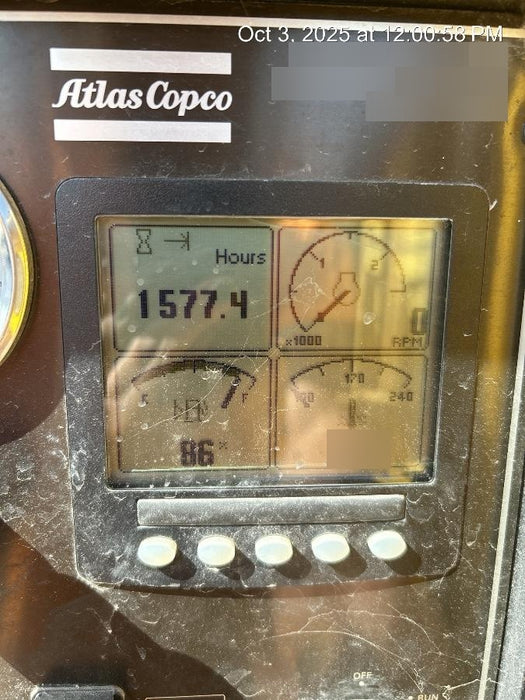 Oct 3, 2025 at 12:00:58 PM
Atlas Copco
Hours
1577.4
1
2
0
x1000
RPM
F
86%
170
240
OFF
RUN